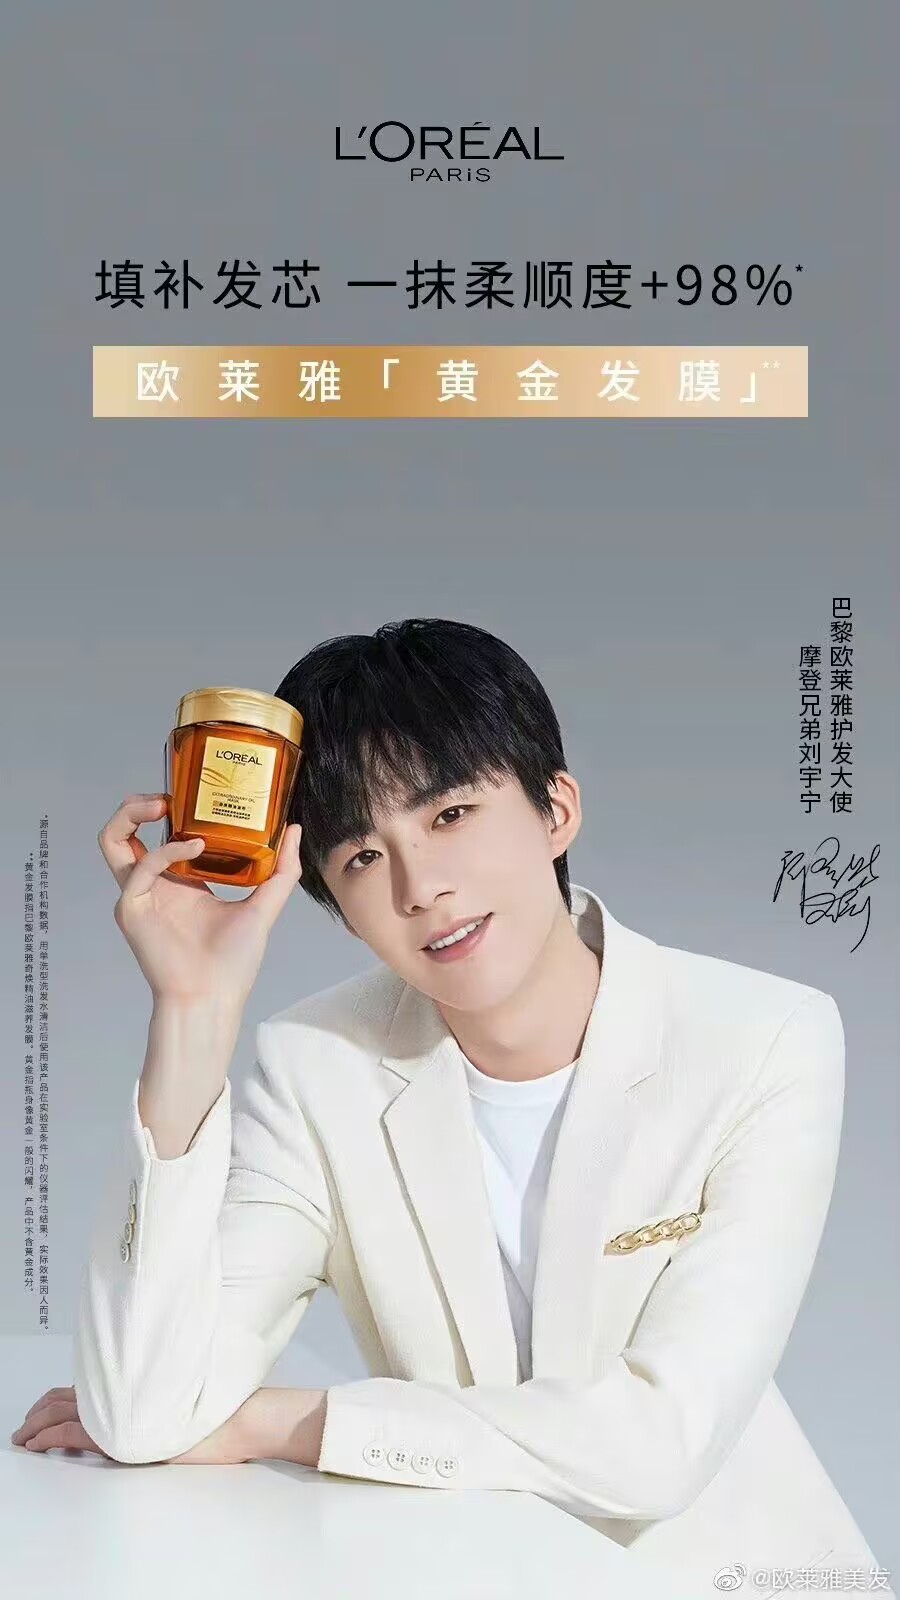 L'ORÉAL
PARiS
填补发芯 一抹柔顺度+98%*
欧莱雅「黄金发膜」**
巴黎欧莱雅护发大使
摩登兄弟刘宇宁
L'ORÉAL
PARIS
EXTRAORDINARY OIL
MASK
*源自品牌和合作机构数据，用单洗型洗发水清洁后使用该产品在实验室条件下的仪器评估结果，实际效果因人而异。
**黄金发膜指巴黎欧莱雅奇焕精油滋养发膜。黄金指瓶身像黄金一般的闪耀，产品中不含黄金成分。
@欧莱雅美发